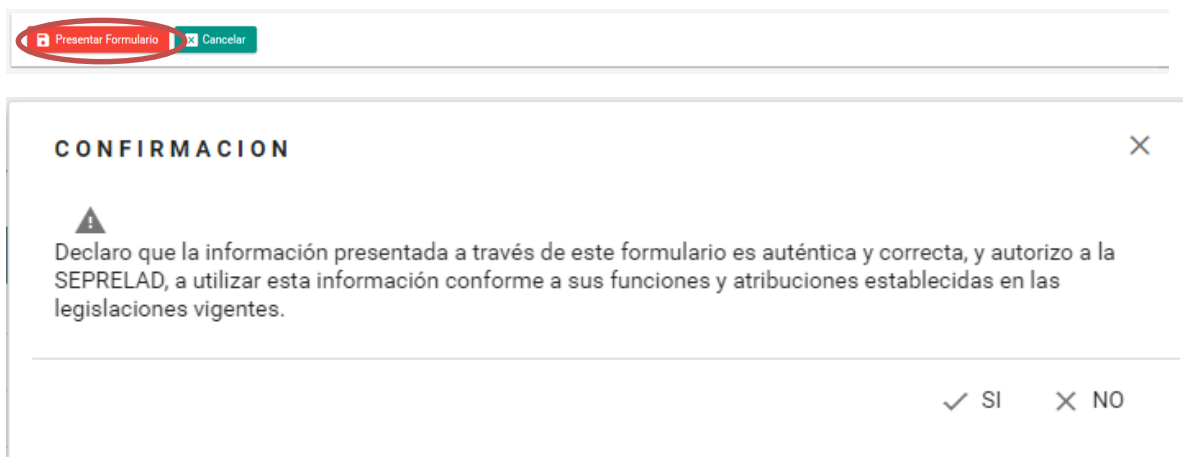 Presentar Formulario Cancelar
CONFIRMACION
Declaro que la información presentada a través de este formulario es auténtica y correcta, y autorizo a la
SEPRELAD, a utilizar esta información conforme a sus funciones y atribuciones establecidas en las
legislaciones vigentes.
SI NO